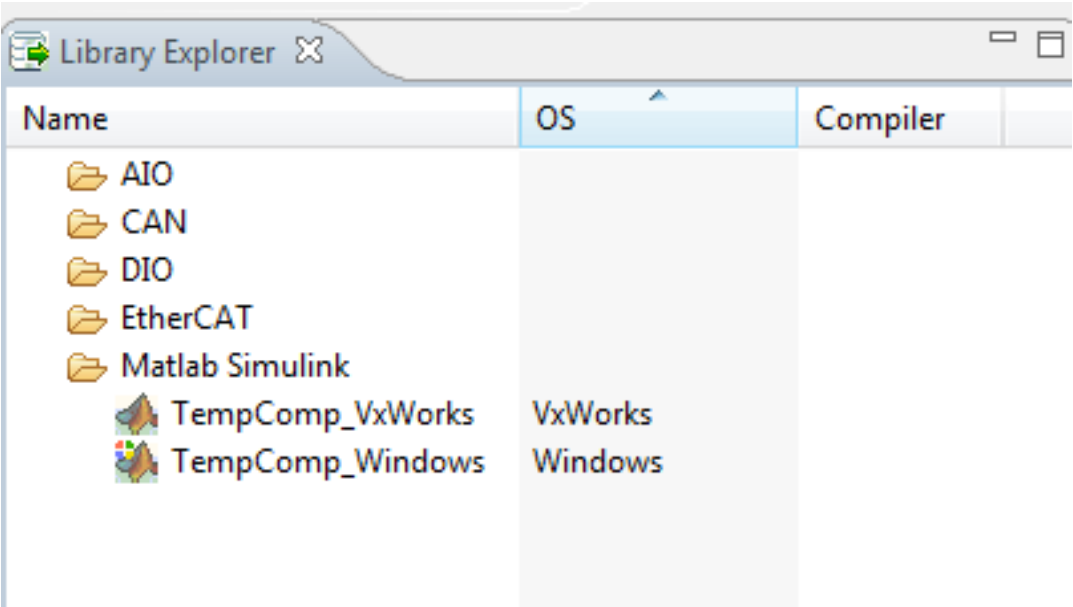 Library Explorer
Name OS Compiler
AIO
CAN
DIO
EtherCAT
Matlab Simulink
TempComp_VxWorks VxWorks
TempComp_Windows Windows